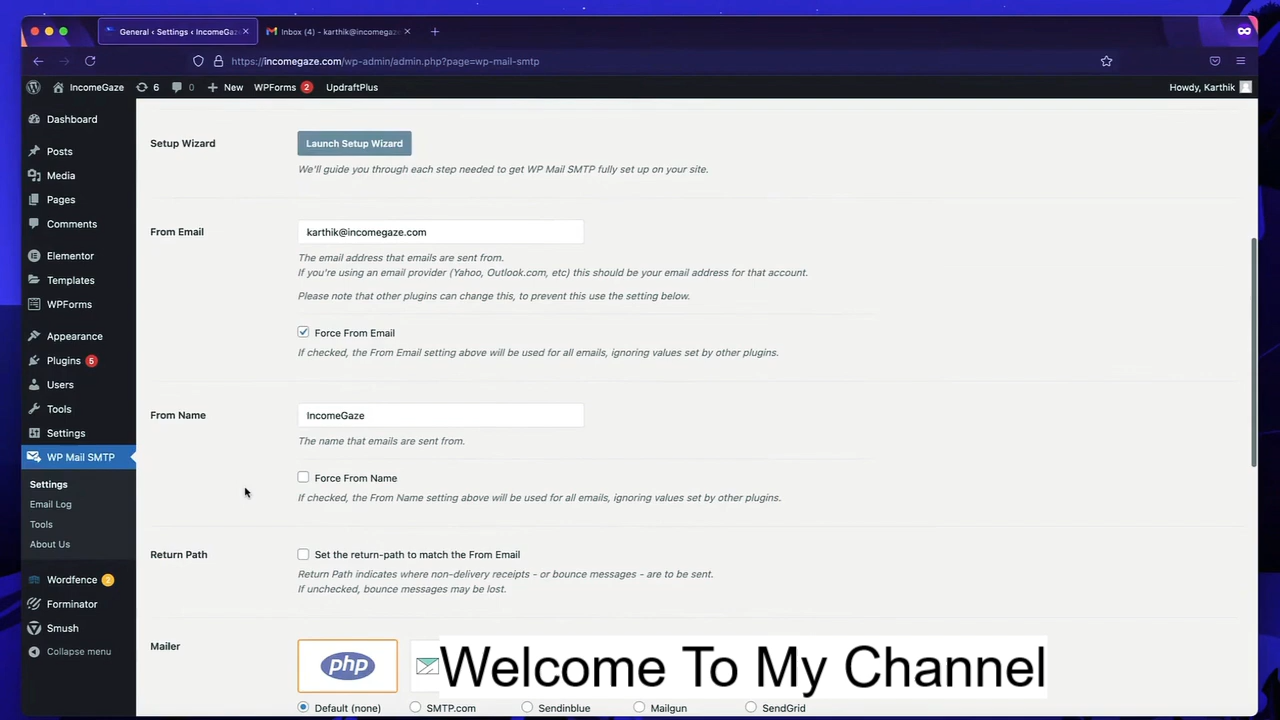 General < Settings < IncomeGaze
Inbox (4) - karthik@incomegaze
https://incomegaze.com/wp-admin/admin.php?page=wp-mail-smtp
IncomeGaze 6 0 New WPForms 2 UpdraftPlus Howdy, Karthik
Dashboard
Posts
Media
Pages
Comments
Elementor
Templates
WPForms
Appearance
Plugins 5
Users
Tools
Settings
WP Mail SMTP
Settings
Email Log
Tools
About Us
Wordfence 2
Forminator
Smush
Collapse menu
Setup Wizard
Launch Setup Wizard
We'll guide you through each step needed to get WP Mail SMTP fully set up on your site.
From Email
karthik@incomegaze.com
The email address that emails are sent from.
If you're using an email provider (Yahoo, Outlook.com, etc) this should be your email address for that account.
Please note that other plugins can change this, to prevent this use the setting below.
Force From Email
If checked, the From Email setting above will be used for all emails, ignoring values set by other plugins.
From Name
IncomeGaze
The name that emails are sent from.
Force From Name
If checked, the From Name setting above will be used for all emails, ignoring values set by other plugins.
Return Path
Set the return-path to match the From Email
Return Path indicates where non-delivery receipts - or bounce messages - are to be sent.
If unchecked, bounce messages may be lost.
Mailer
php
Welcome To My Channel
Default (none) SMTP.com Sendinblue Mailgun SendGrid